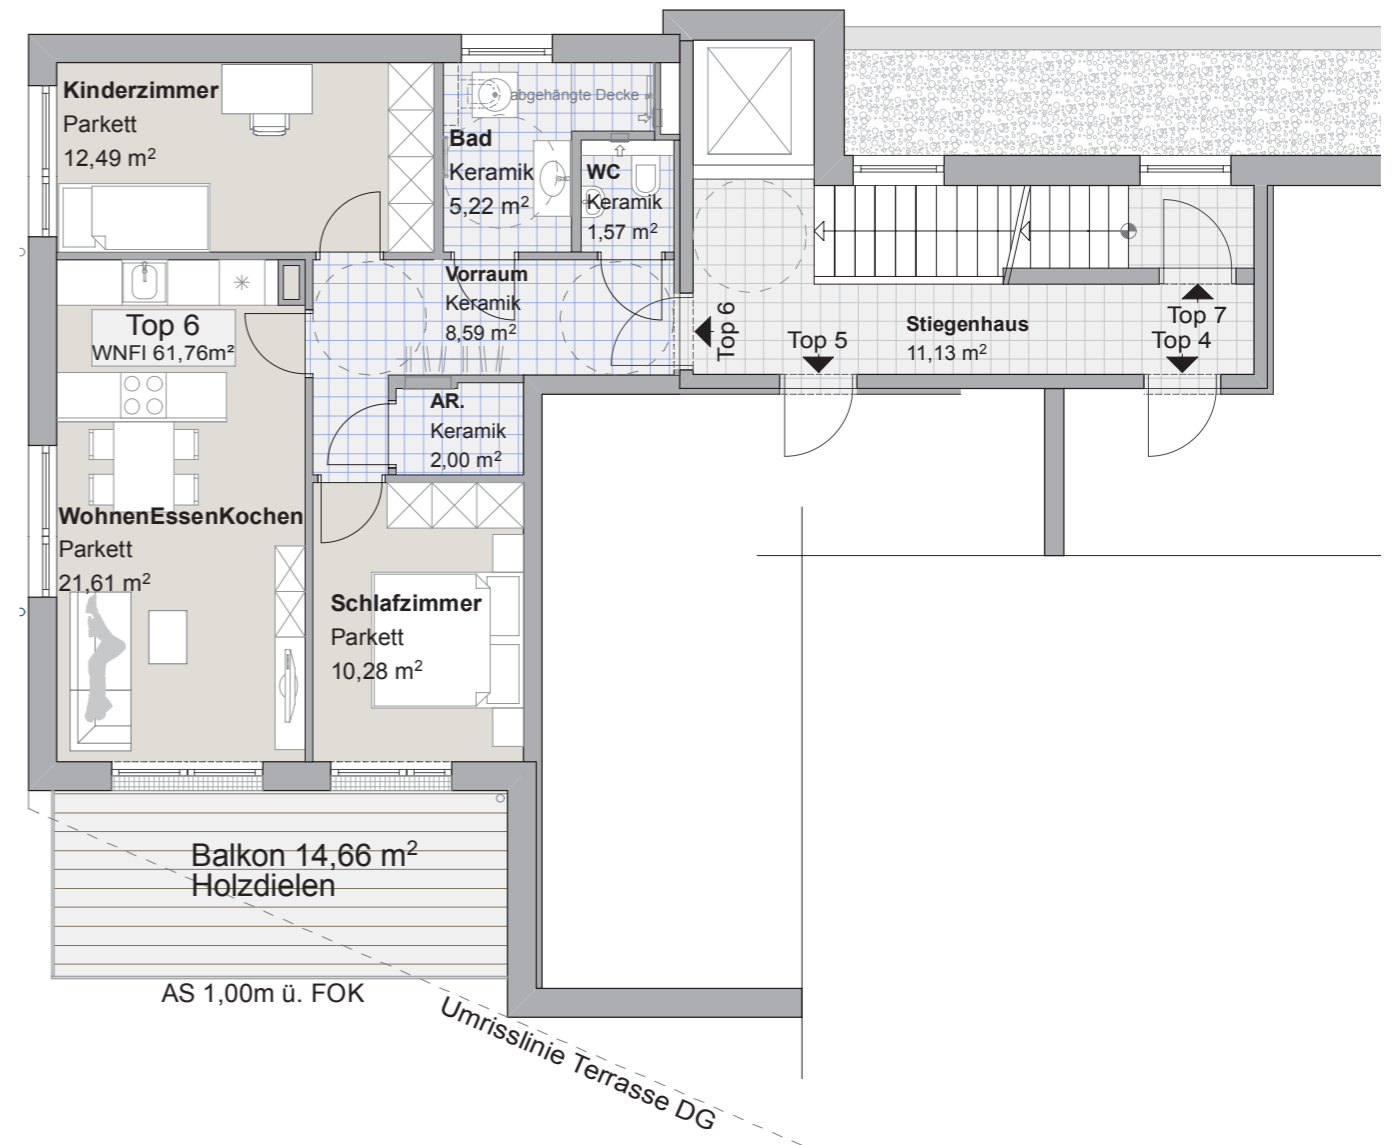 Kinderzimmer
Parkett
12,49 m²
abgehängte Decke
Bad
Keramik
5,22 m²
WC
Keramik
1,57 m²
Vorraum
Keramik
8,59 m²
Top 6
WNFl 61,76m²
Top 6
Top 5
Stiegenhaus
11,13 m²
Top 7
Top 4
AR.
Keramik
2,00 m²
WohnenEssenKochen
Parkett
21,61 m²
Schlafzimmer
Parkett
10,28 m²
Balkon 14,66 m²
Holzdielen
AS 1,00m ü. FOK
Umrisslinie Terrasse DG